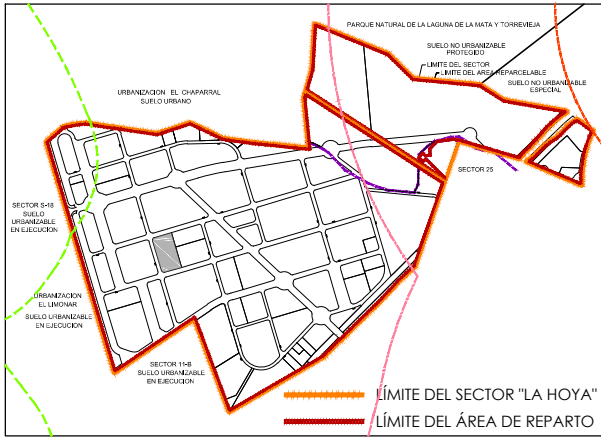 PARQUE NATURAL DE LA LAGUNA DE LA MATA Y TORREVIEJA
SUELO NO URBANIZABLE
PROTEGIDO
LIMITE DEL SECTOR
LIMITE DEL AREA REPARCELABLE
SUELO NO URBANIZABLE
ESPECIAL
URBANIZACION EL CHAPARRAL
SUELO URBANO
SECTOR 25
SECTOR S-18
SUELO
URBANIZABLE
EN EJECUCION
URBANIZACION
EL LIMONAR
SUELO URBANIZABLE
EN EJECUCION
SECTOR 11-B
SUELO URBANIZABLE
EN EJECUCION
LÍMITE DEL SECTOR "LA HOYA"
LÍMITE DEL ÁREA DE REPARTO